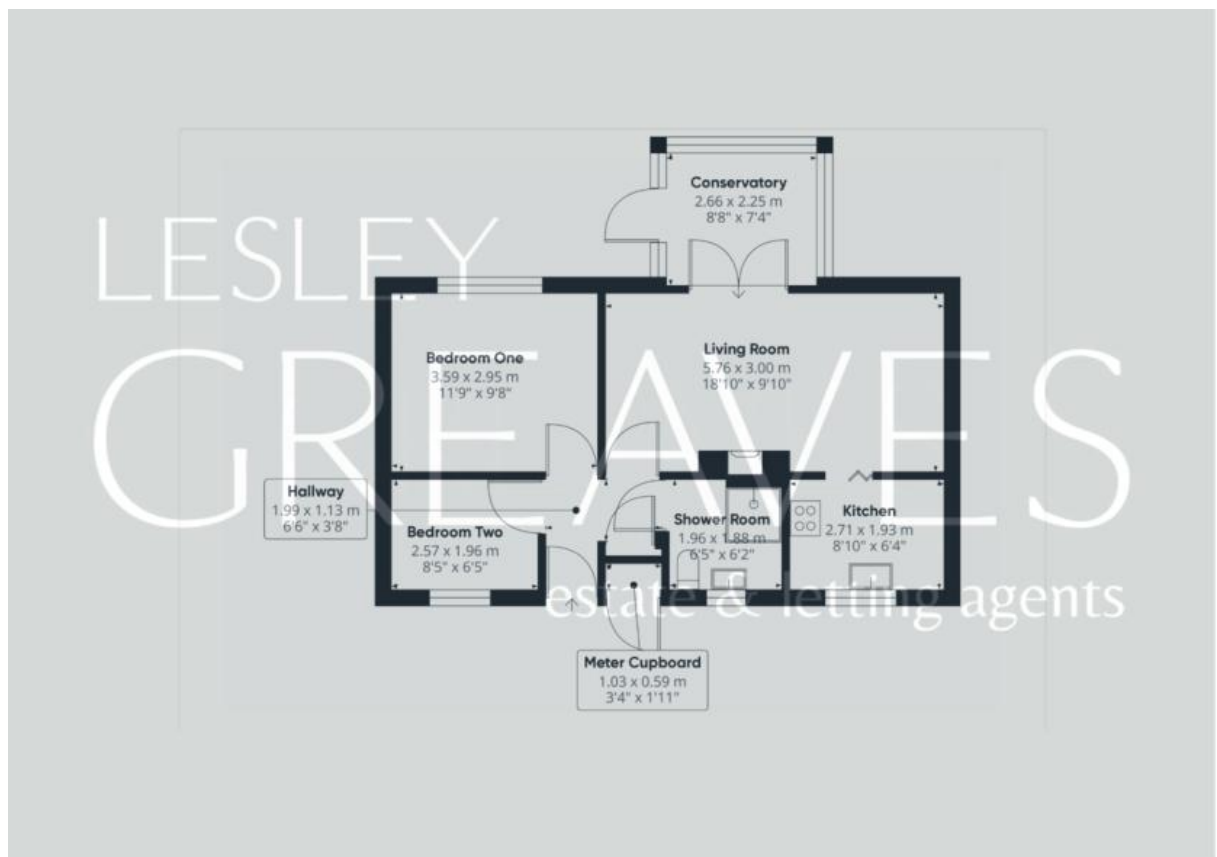 Conservatory
2.66 x 2.25 m
8'8" x 7'4"
LESLEY
GREAVES
estate & letting agents
Bedroom One
3.59 x 2.95 m
11'9" x 9'8"
Living Room
5.76 x 3.00 m
18'10" x 9'10"
Hallway
1.99 x 1.13 m
6'6" x 3'8"
Bedroom Two
2.57 x 1.96 m
8'5" x 6'5"
Shower Room
1.96 x 1.88 m
6'5" x 6'2"
Kitchen
2.71 x 1.93 m
8'10" x 6'4"
Meter Cupboard
1.03 x 0.59 m
3'4" x 1'11"